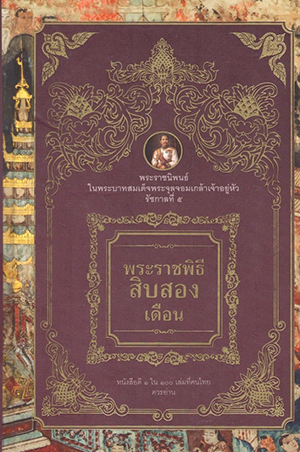 พระราชนิพนธ์
ในพระบาทสมเด็จพระจุลจอมเกล้าเจ้าอยู่หัว
รัชกาลที่ ๕
พระราชพิธี
สิบสอง
เดือน
หนังสือดี ๑ ใน ๑๐๐ เล่มที่คนไทย
ควรอ่าน